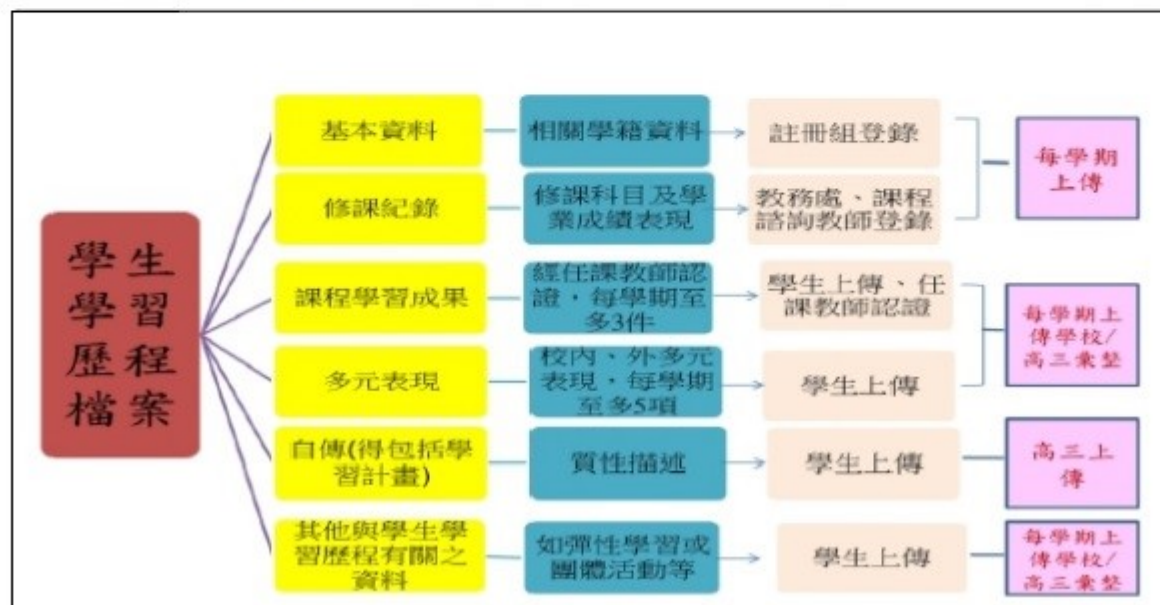 學生
學習
歷程
檔案
基本資料
相關學籍資料
註冊組登錄
每學期
上傳
修課紀錄
修課科目及學
業成績表現
教務處、課程
諮詢教師登錄
課程學習成果
經任課教師認
證，每學期至
多3件
學生上傳、任
課教師認證
每學期上
傳學校/
高三彙整
多元表現
校內、外多元
表現，每學期
至多5項
學生上傳
自傳(得包括學
習計畫)
質性描述
學生上傳
高三上
傳
其他與學生學
習歷程有關之
資料
如彈性學習或
團體活動等
學生上傳
每學期上
傳學校/
高三彙整